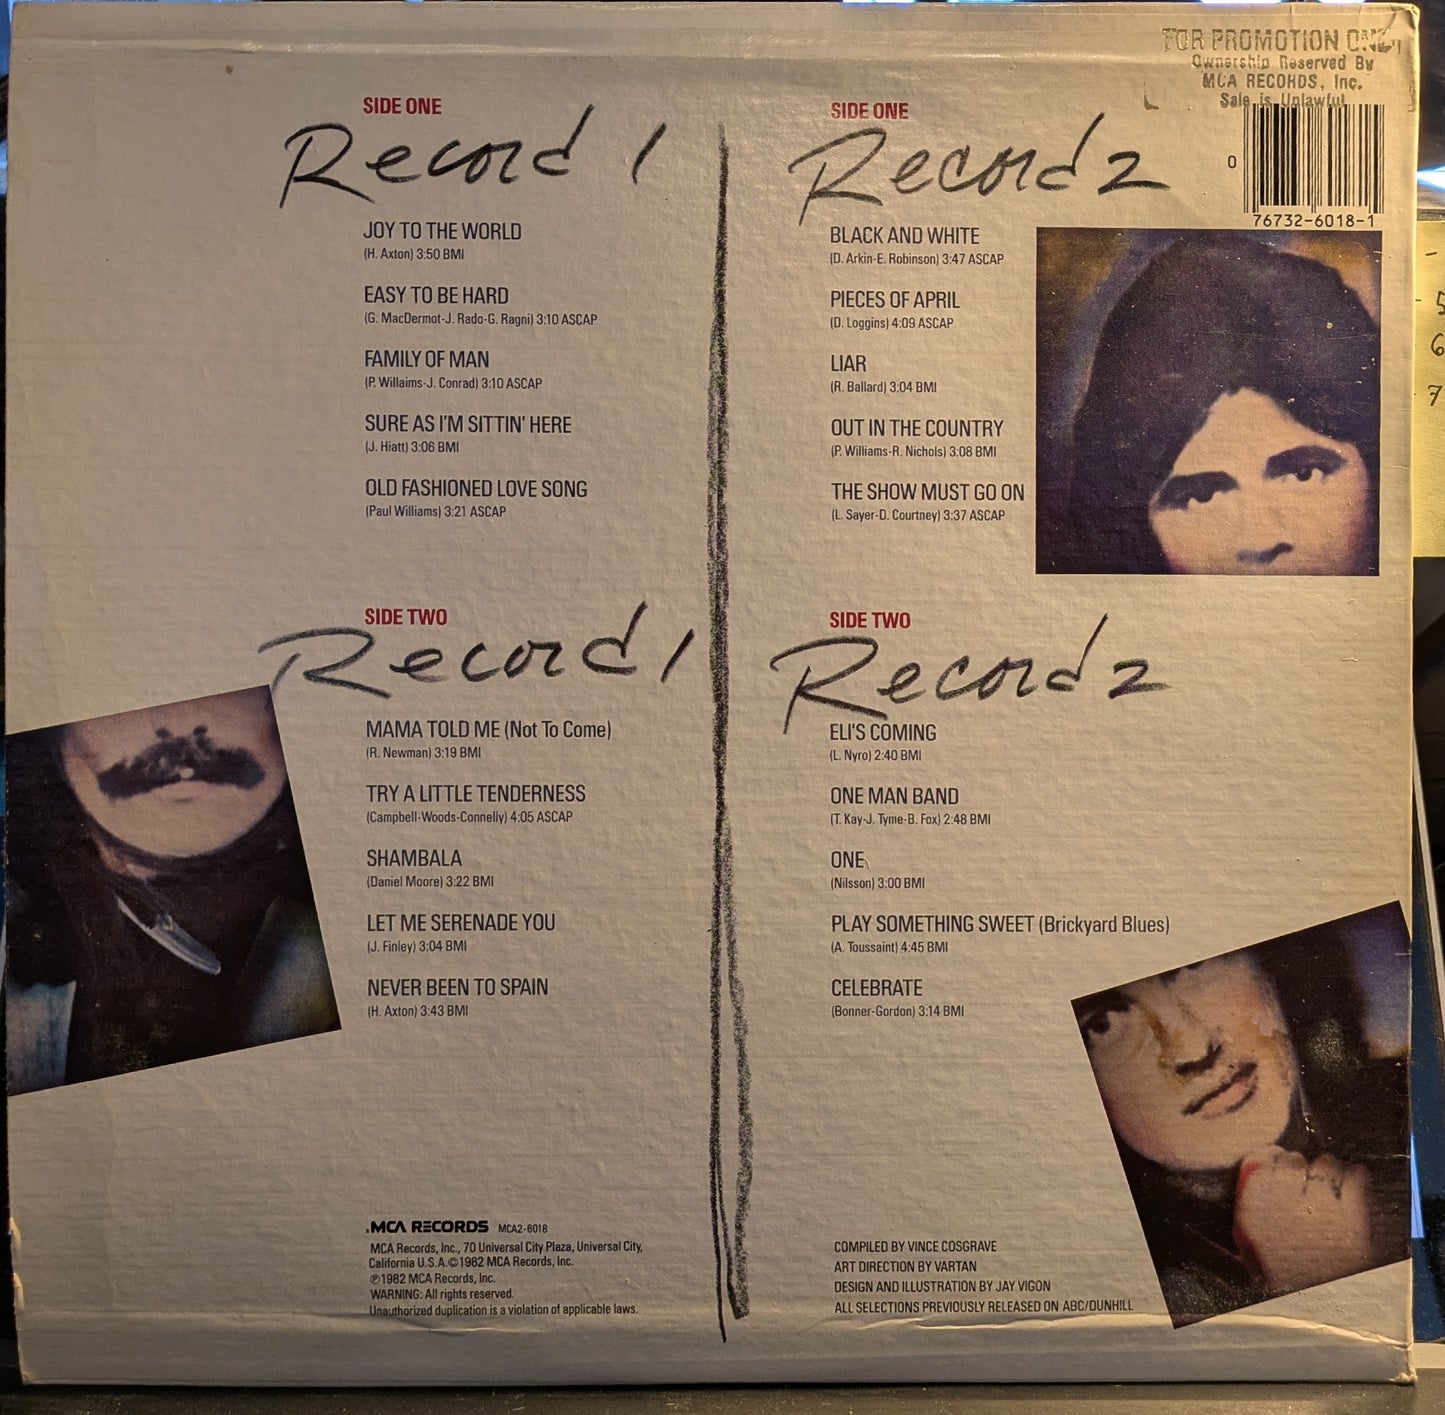 FOR PROMOTION ONLY
Ownership Reserved By
MCA RECORDS, Inc.
Sale is Unlawful
0
76732-6018-1
SIDE ONE
Record 1
JOY TO THE WORLD
(H. Axton) 3:50 BMI
EASY TO BE HARD
(G. MacDermot-J. Rado-G. Ragni) 3:10 ASCAP
FAMILY OF MAN
(P. Willaims-J. Conrad) 3:10 ASCAP
SURE AS I'M SITTIN' HERE
(J. Hiatt) 3:06 BMI
OLD FASHIONED LOVE SONG
(Paul Williams) 3:21 ASCAP
SIDE TWO
Record 1
MAMA TOLD ME (Not To Come)
(R. Newman) 3:19 BMI
TRY A LITTLE TENDERNESS
(Campbell-Woods-Connelly) 4:05 ASCAP
SHAMBALA
(Daniel Moore) 3:22 BMI
LET ME SERENADE YOU
(J. Finley) 3:04 BMI
NEVER BEEN TO SPAIN
(H. Axton) 3:43 BMI
SIDE ONE
Record 2
BLACK AND WHITE
(D. Arkin-E. Robinson) 3:47 ASCAP
PIECES OF APRIL
(D. Loggins) 4:09 ASCAP
LIAR
(R. Ballard) 3:04 BMI
OUT IN THE COUNTRY
(P. Williams-R. Nichols) 3:08 BMI
THE SHOW MUST GO ON
(L. Sayer-D. Courtney) 3:37 ASCAP
SIDE TWO
Record 2
ELI'S COMING
(L. Nyro) 2:40 BMI
ONE MAN BAND
(T. Kay-J. Tyme-B. Fox) 2:48 BMI
ONE
(Nilsson) 3:00 BMI
PLAY SOMETHING SWEET (Brickyard Blues)
(A. Toussaint) 4:45 BMI
CELEBRATE
(Bonner-Gordon) 3:14 BMI
MCA RECORDS MCA2-6018
MCA Records, Inc., 70 Universal City Plaza, Universal City,
California U.S.A. ©1982 MCA Records, Inc.
℗1982 MCA Records, Inc.
WARNING: All rights reserved.
Unauthorized duplication is a violation of applicable laws.
COMPILED BY VINCE COSGRAVE
ART DIRECTION BY VARTAN
DESIGN AND ILLUSTRATION BY JAY VIGON
ALL SELECTIONS PREVIOUSLY RELEASED ON ABC/DUNHILL
5
6
7